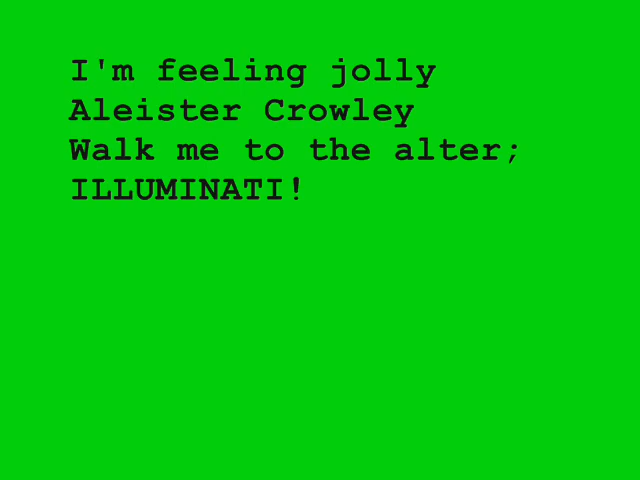 I'm feeling jolly
Aleister Crowley
Walk me to the alter;
ILLUMINATI!